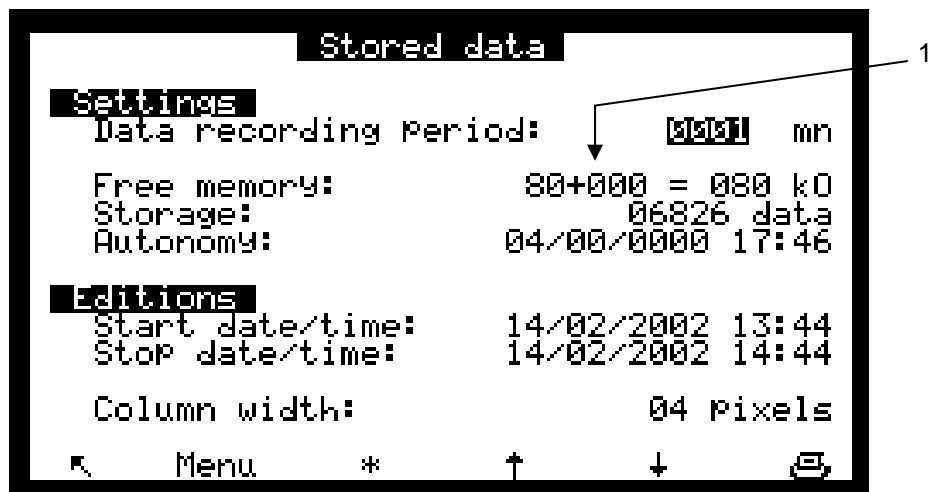 Stored data
1
Settings
Data recording period: 0001 mn
Free memory: 80+000 = 080 kO
Storage: 06826 data
Autonomy: 04/00/0000 17:46
Editions
Start date/time: 14/02/2002 13:44
Stop date/time: 14/02/2002 14:44
Column width: 04 pixels
Menu * ↑ ↓